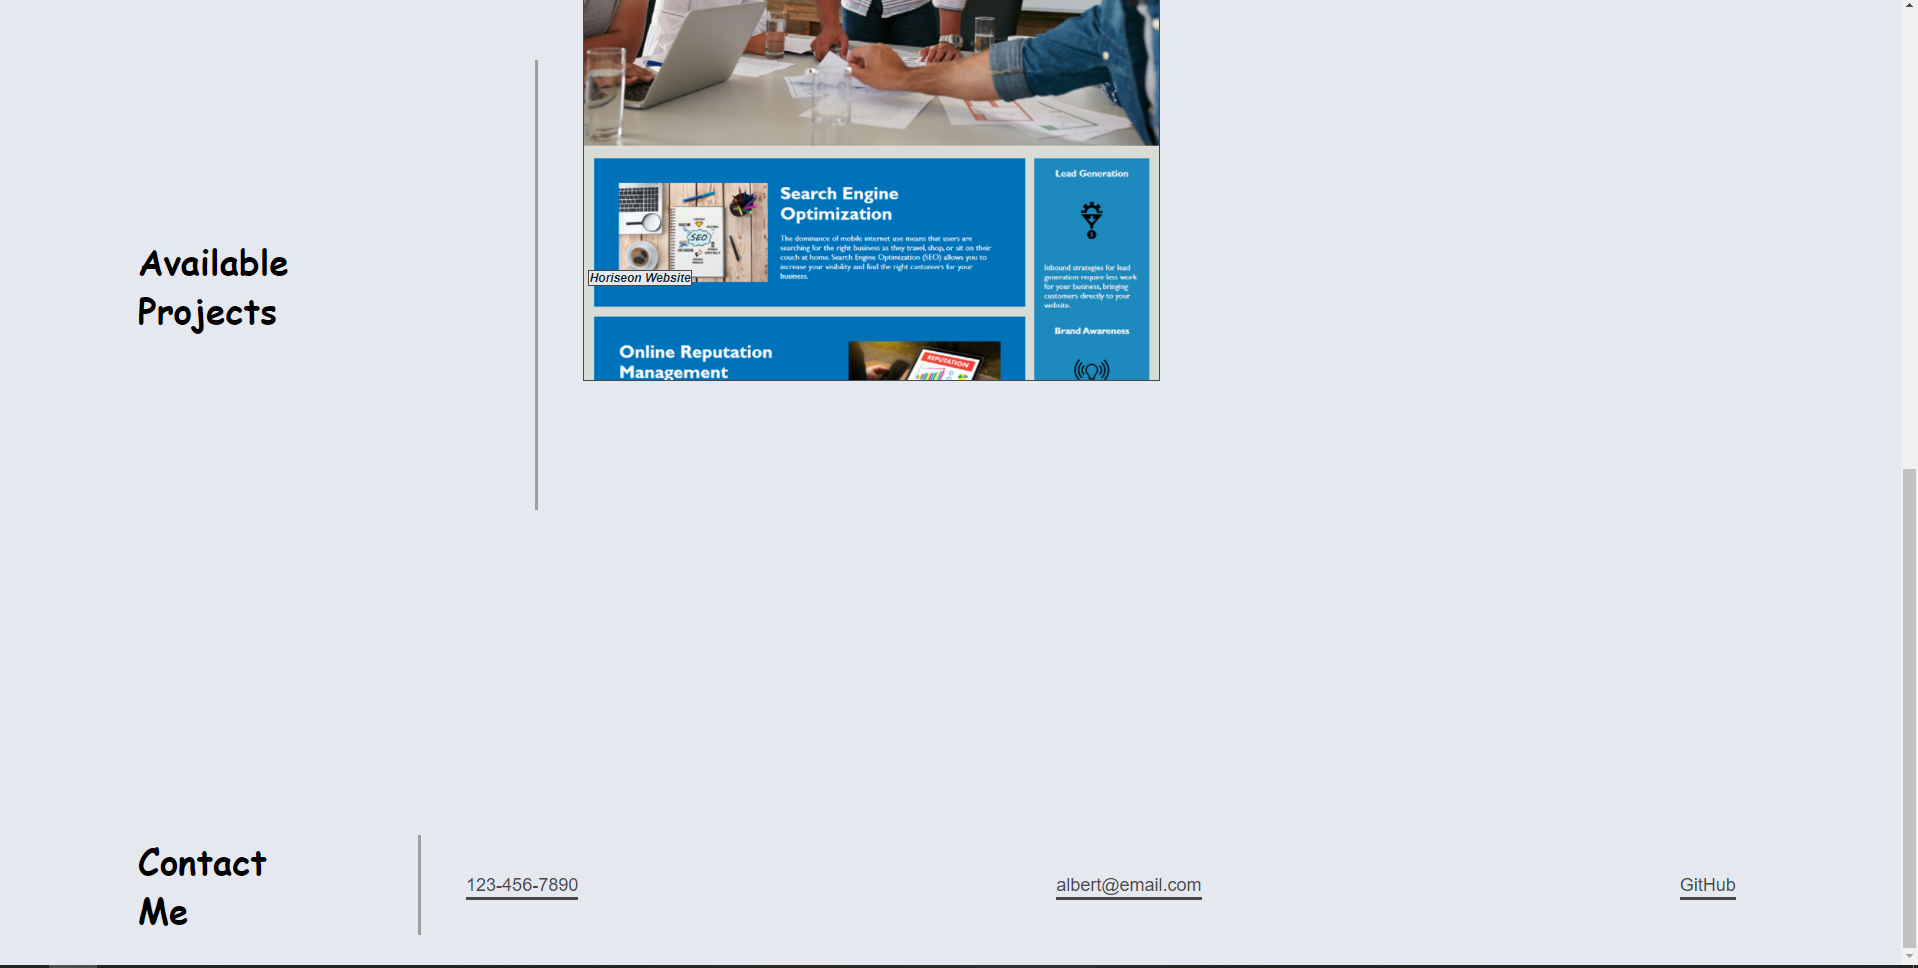 Available
Projects
Search Engine
Optimization
The dominance of mobile internet use means that users are
searching for the right business as they travel, shop, or sit on their
couch at home. Search Engine Optimization (SEO) allows you to
increase your visibility and find the right customers for your
business.
SEO
Horiseon Website
Online Reputation
Management
REPUTATION
Lead Generation
Inbound strategies for lead
generation require less work
for your business, bringing
customers directly to your
website.
Brand Awareness
Contact
Me
123-456-7890
albert@email.com
GitHub